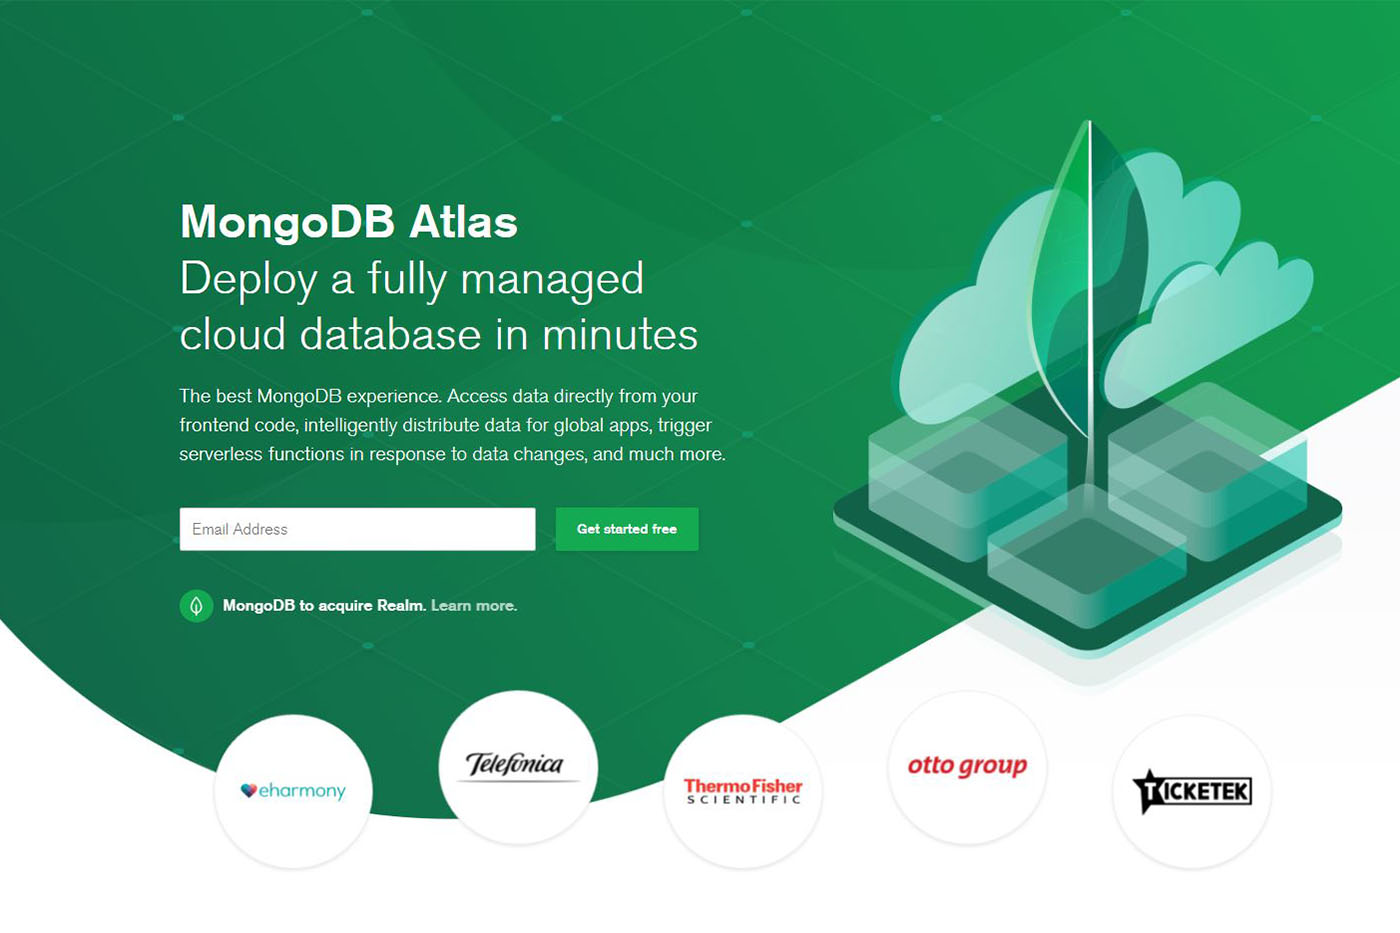 MongoDB Atlas
Deploy a fully managed
cloud database in minutes
The best MongoDB experience. Access data directly from your
frontend code, intelligently distribute data for global apps, trigger
serverless functions in response to data changes, and much more.
Email Address
Get started free
MongoDB to acquire Realm. Learn more.
eharmony
Telefónica
ThermoFisher
SCIENTIFIC
otto group
TICKETEK